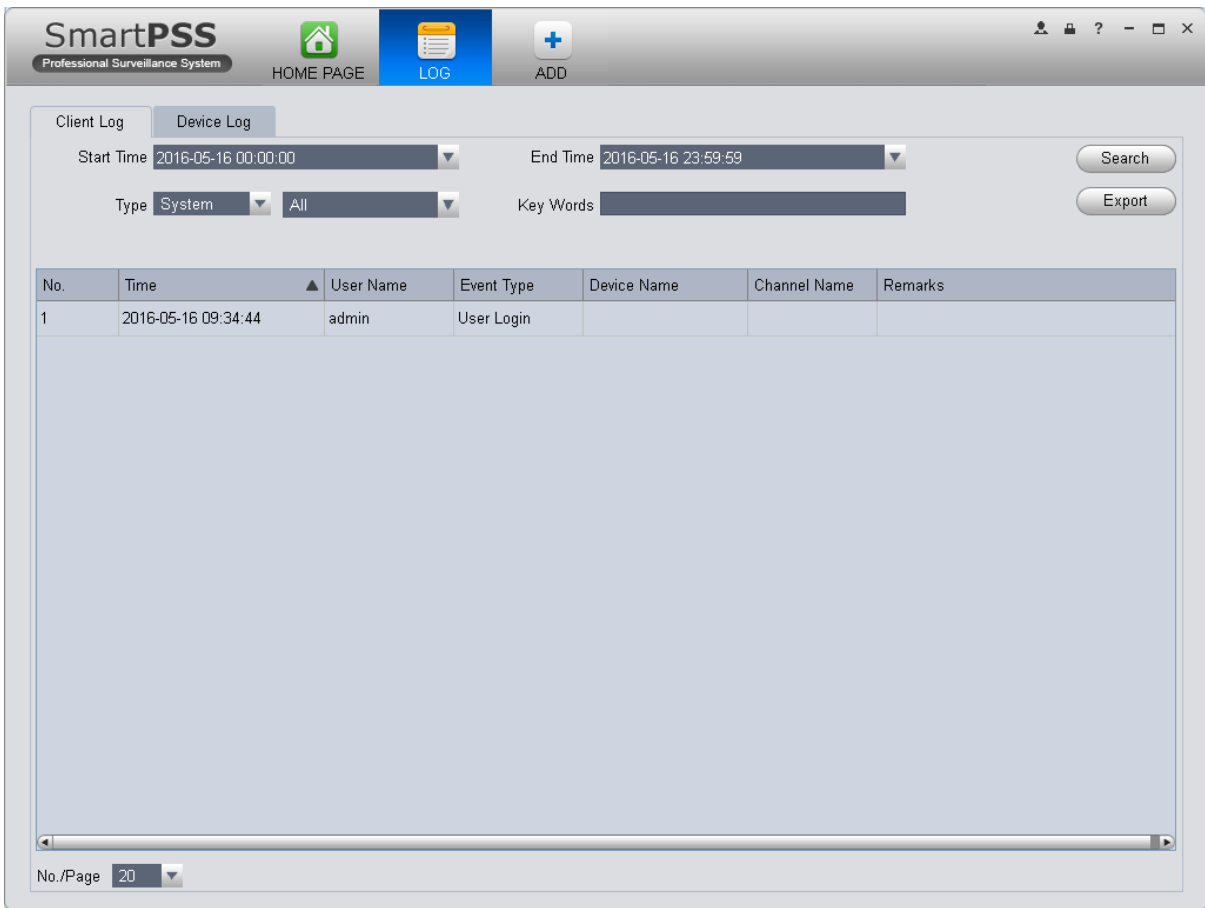 SmartPSS
Professional Surveillance System
HOME PAGE
LOG
ADD
?
Client Log
Device Log
Start Time 2016-05-16 00:00:00
End Time 2016-05-16 23:59:59
Search
Type System All
Key Words
Export
No. Time User Name Event Type Device Name Channel Name Remarks
1 2016-05-16 09:34:44 admin User Login
No./Page 20